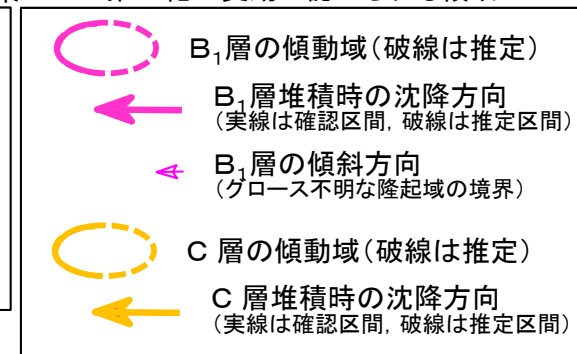 B₁層の傾動域(破線は推定)
B₁層堆積時の沈降方向
(実線は確認区間,破線は推定区間)
B₁層の傾斜方向
(グロース不明な隆起域の境界)
C 層の傾動域(破線は推定)
C 層堆積時の沈降方向
(実線は確認区間,破線は推定区間)